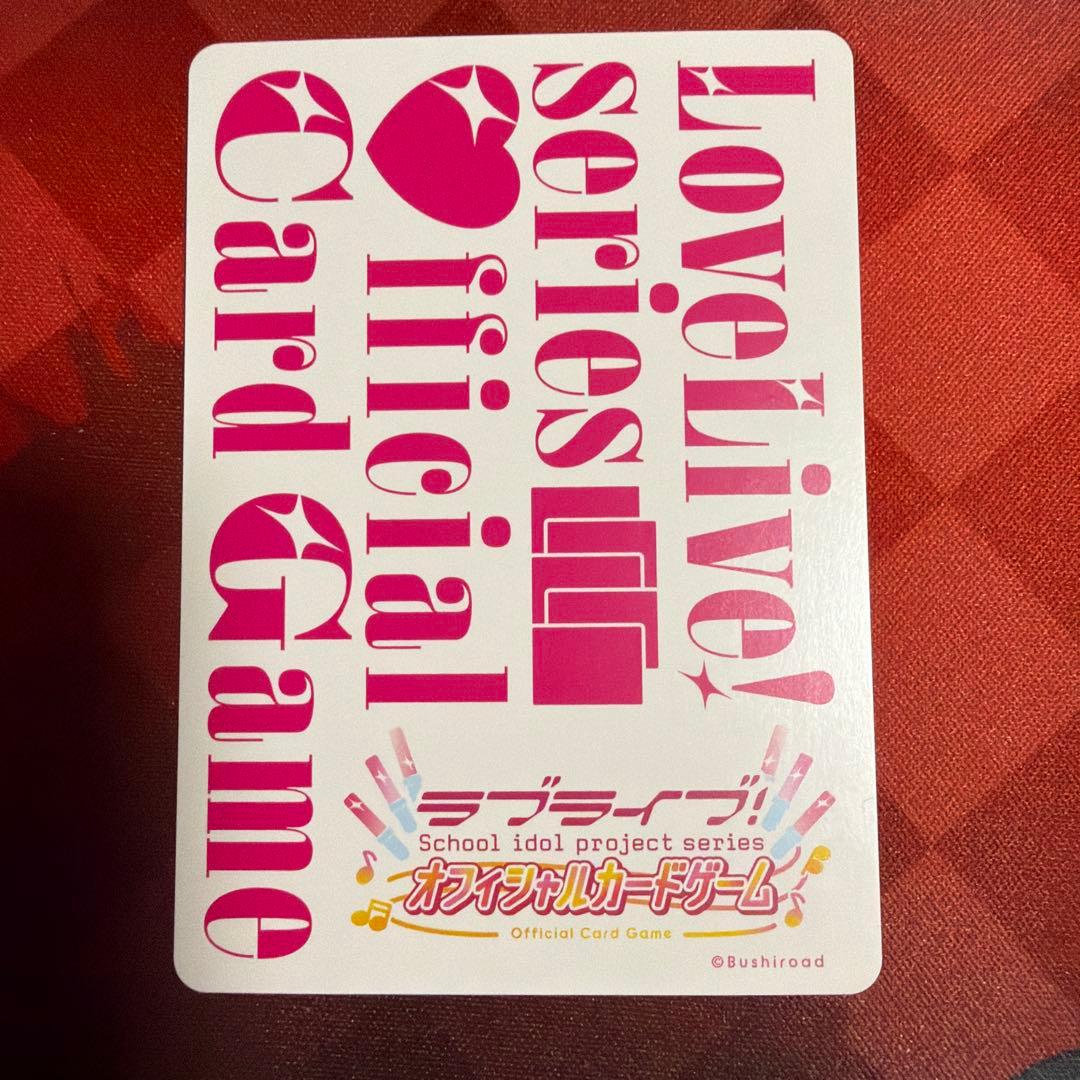 LoveLive!
series
♥fficial
Card Game
ラブライブ!
School idol project series
オフィシャルカードゲーム
Official Card Game
©Bushiroad